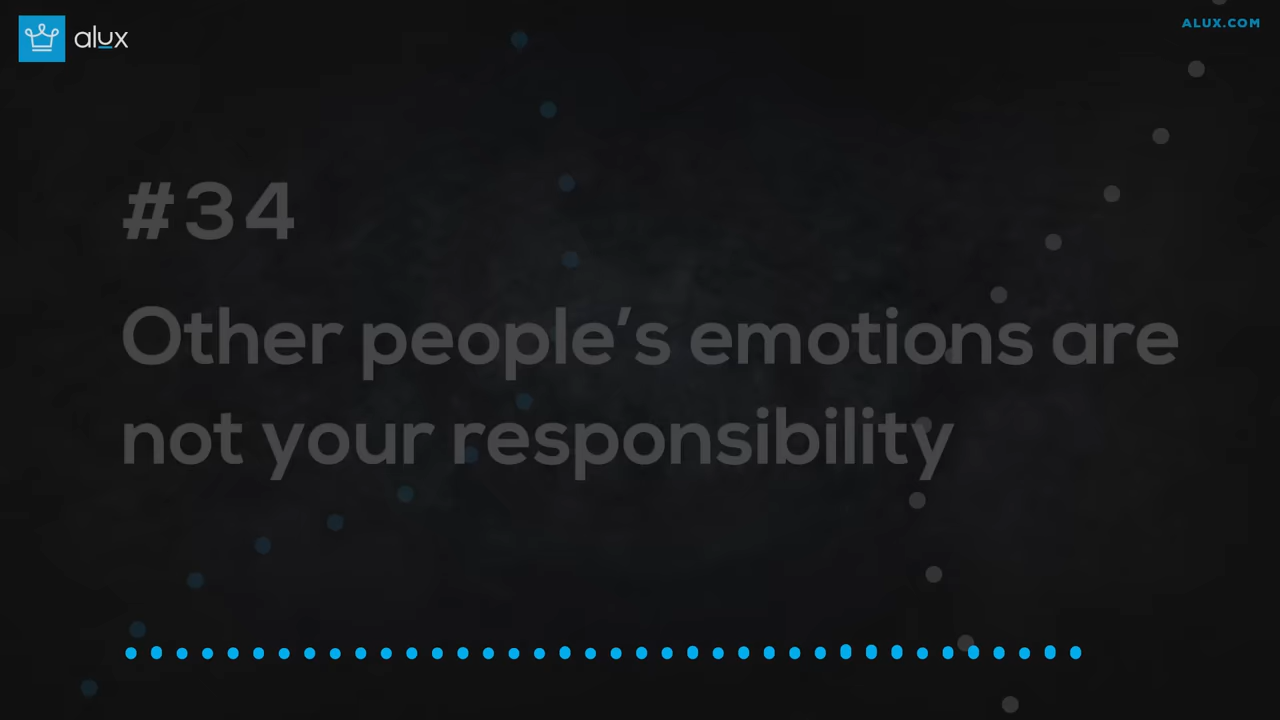 alux
ALUX.COM
#34
Other people’s emotions are
not your responsibility